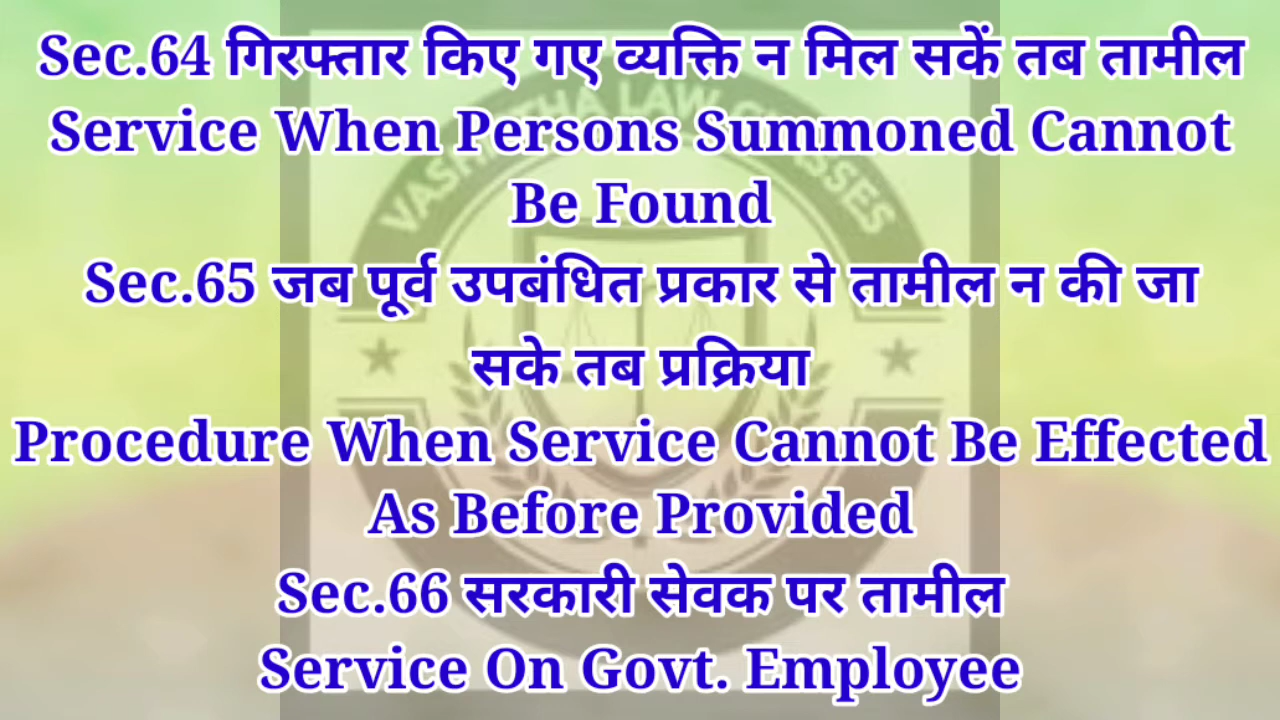 Sec.64 गिरफ्तार किए गए व्यक्ति न मिल सकें तब तामील
Service When Persons Summoned Cannot
Be Found
Sec.65 जब पूर्व उपबंधित प्रकार से तामील न की जा
सके तब प्रक्रिया
Procedure When Service Cannot Be Effected
As Before Provided
Sec.66 सरकारी सेवक पर तामील
Service On Govt. Employee